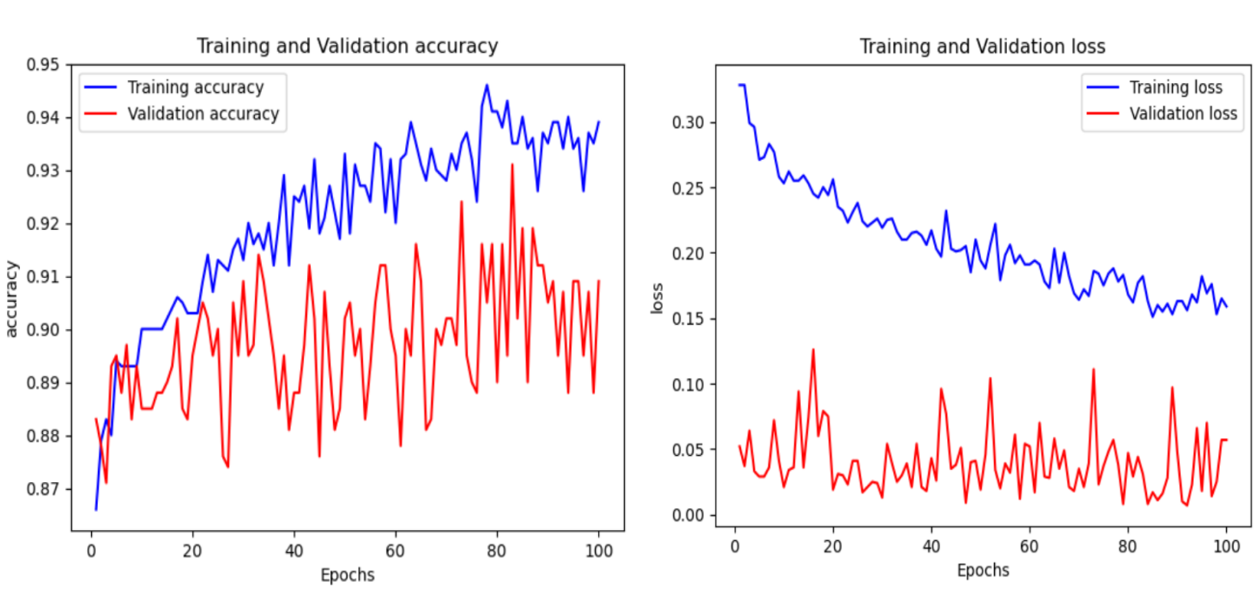 Training and Validation accuracy
0.95
0.94
0.93
0.92
0.91
0.90
0.89
0.88
0.87
accuracy
Training accuracy
Validation accuracy
0 20 40 60 80 100
Epochs
Training and Validation loss
0.30
0.25
0.20
0.15
0.10
0.05
0.00
loss
Training loss
Validation loss
0 20 40 60 80 100
Epochs